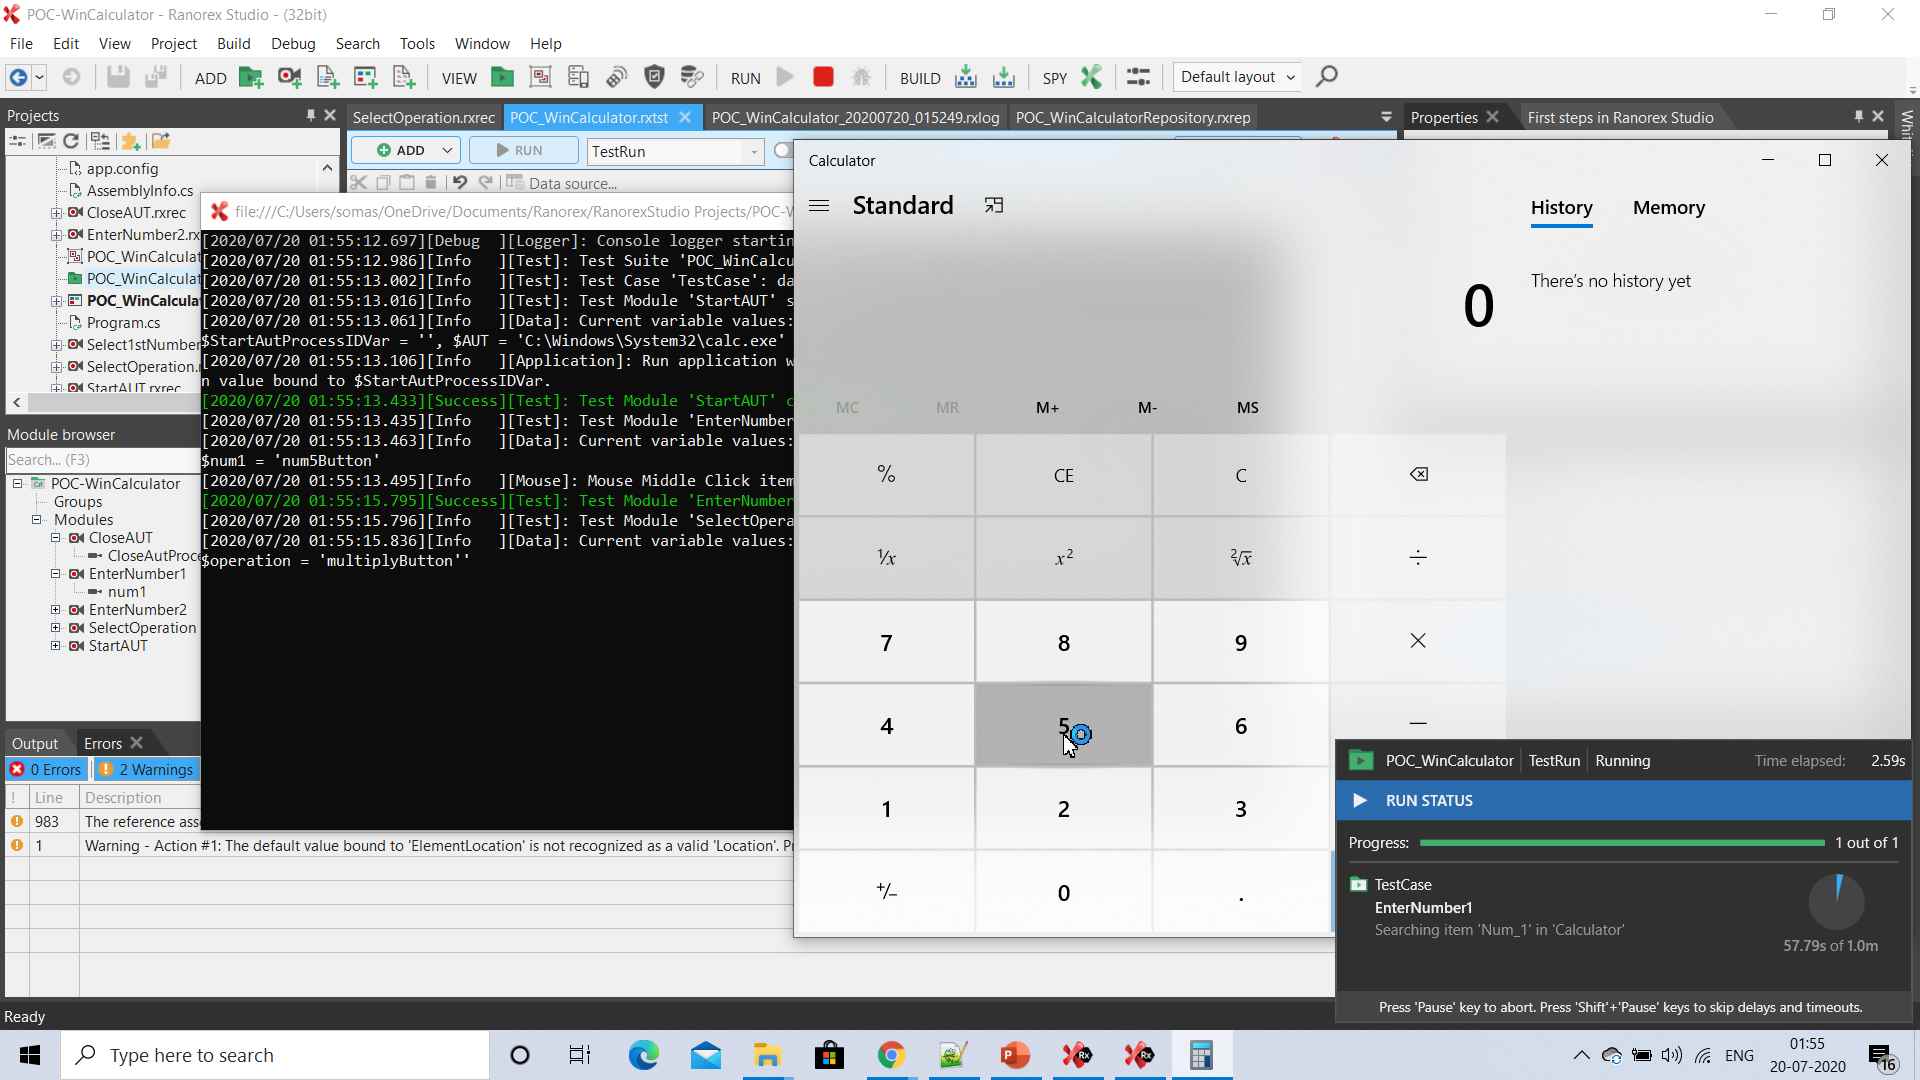 POC-WinCalculator - Ranorex Studio - (32bit)
File Edit View Project Build Debug Search Tools Window Help
ADD VIEW RUN BUILD SPY Default layout
Projects
SelectOperation.rxrec POC_WinCalculator.rxtst POC_WinCalculator_20200720_015249.rxlog POC_WinCalculatorRepository.rxrep
Properties First steps in Ranorex Studio
ADD RUN TestRun
Data source...
app.config
AssemblyInfo.cs
CloseAUT.rxrec
EnterNumber2.rx
POC_WinCalcula
POC_WinCalcula
POC_WinCalcula
Program.cs
Select1stNumber
SelectOperation.
StartAUT.rxrec
Module browser
Search... (F3)
POC-WinCalculator
Groups
Modules
CloseAUT
CloseAutProce
EnterNumber1
num1
EnterNumber2
SelectOperation
StartAUT
file:///C:/Users/somas/OneDrive/Documents/Ranorex/RanorexStudio Projects/POC-W
[2020/07/20 01:55:12.697][Debug  ][Logger]: Console logger startin
[2020/07/20 01:55:12.986][Info   ][Test]: Test Suite 'POC_WinCalcu
[2020/07/20 01:55:13.002][Info   ][Test]: Test Case 'TestCase': da
[2020/07/20 01:55:13.016][Info   ][Test]: Test Module 'StartAUT' s
[2020/07/20 01:55:13.061][Info   ][Data]: Current variable values:
$StartAutProcessIDVar = '', $AUT = 'C:\Windows\System32\calc.exe'
[2020/07/20 01:55:13.106][Info   ][Application]: Run application w
n value bound to $StartAutProcessIDVar.
[2020/07/20 01:55:13.433][Success][Test]: Test Module 'StartAUT' c
[2020/07/20 01:55:13.435][Info   ][Test]: Test Module 'EnterNumber
[2020/07/20 01:55:13.463][Info   ][Data]: Current variable values:
$num1 = 'num5Button'
[2020/07/20 01:55:13.495][Info   ][Mouse]: Mouse Middle Click item
[2020/07/20 01:55:15.795][Success][Test]: Test Module 'EnterNumber
[2020/07/20 01:55:15.796][Info   ][Test]: Test Module 'SelectOpera
[2020/07/20 01:55:15.836][Info   ][Data]: Current variable values:
$operation = 'multiplyButton''
Calculator
Standard
History Memory
There's no history yet
0
MC MR M+ M- MS
% CE C
⅟x x² ²√x ÷
7 8 9 ×
4 5 6 −
1 2 3
+/− 0 .
Output Errors
0 Errors 2 Warnings
! Line Description
983 The reference ass
1 Warning - Action #1: The default value bound to 'ElementLocation' is not recognized as a valid 'Location'. Pr
POC_WinCalculator TestRun Running Time elapsed: 2.59s
RUN STATUS
Progress: 1 out of 1
TestCase
EnterNumber1
Searching item 'Num_1' in 'Calculator'
57.79s of 1.0m
Press 'Pause' key to abort. Press 'Shift'+'Pause' keys to skip delays and timeouts.
Ready
Type here to search
ENG
01:55
20-07-2020
16